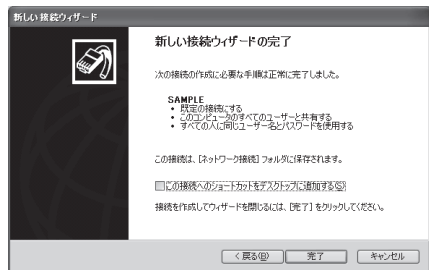 新しい接続ウィザード
新しい接続ウィザードの完了
次の接続の作成に必要な手順は正常に完了しました。
SAMPLE
• 既定の接続にする
• このコンピュータのすべてのユーザーと共有する
• すべての人に同じユーザー名とパスワードを使用する
この接続は、[ネットワーク接続] フォルダに保存されます。
この接続へのショートカットをデスクトップに追加する(S)
接続を作成してウィザードを閉じるには、[完了] をクリックしてください。
< 戻る(B)
完了
キャンセル